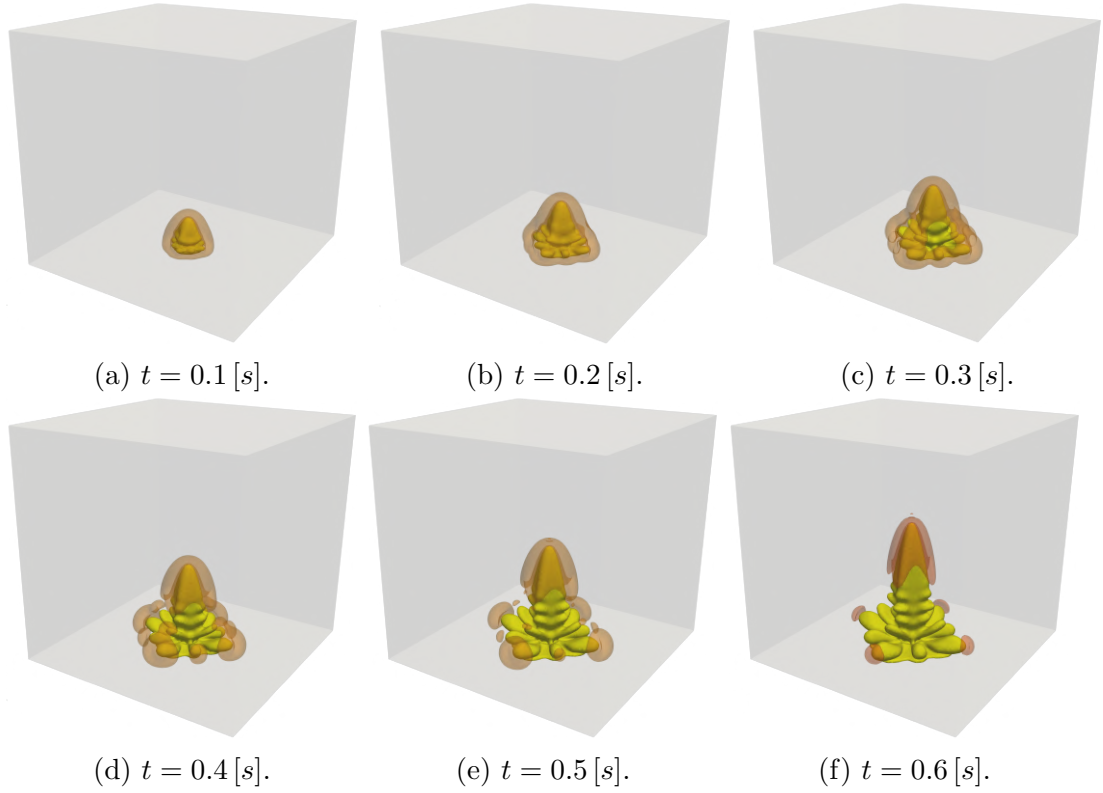 (a) t = 0.1 [s].
(b) t = 0.2 [s].
(c) t = 0.3 [s].
(d) t = 0.4 [s].
(e) t = 0.5 [s].
(f) t = 0.6 [s].